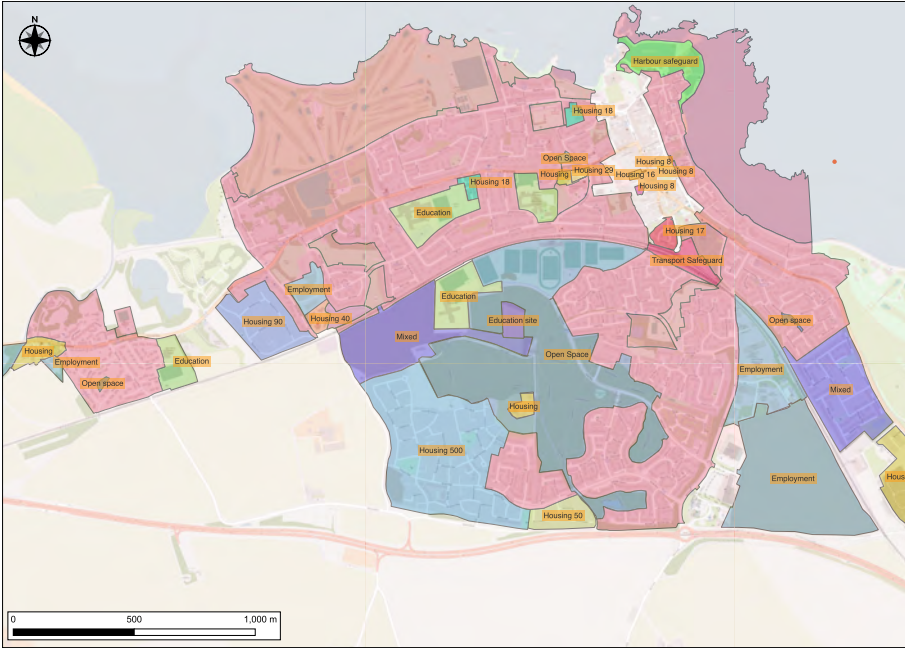 N
Harbour safeguard
Housing 18
Open Space
Housing 8
Housing
Housing 29
Housing 16
Housing 8
Housing 18
Housing 8
Education
Housing 17
Transport Safeguard
Employment
Education
Housing 90
Housing 40
Education site
Open space
Mixed
Housing
Open Space
Employment
Education
Employment
Open space
Mixed
Housing
Housing 500
Employment
Hous
Housing 50
0 500 1,000 m